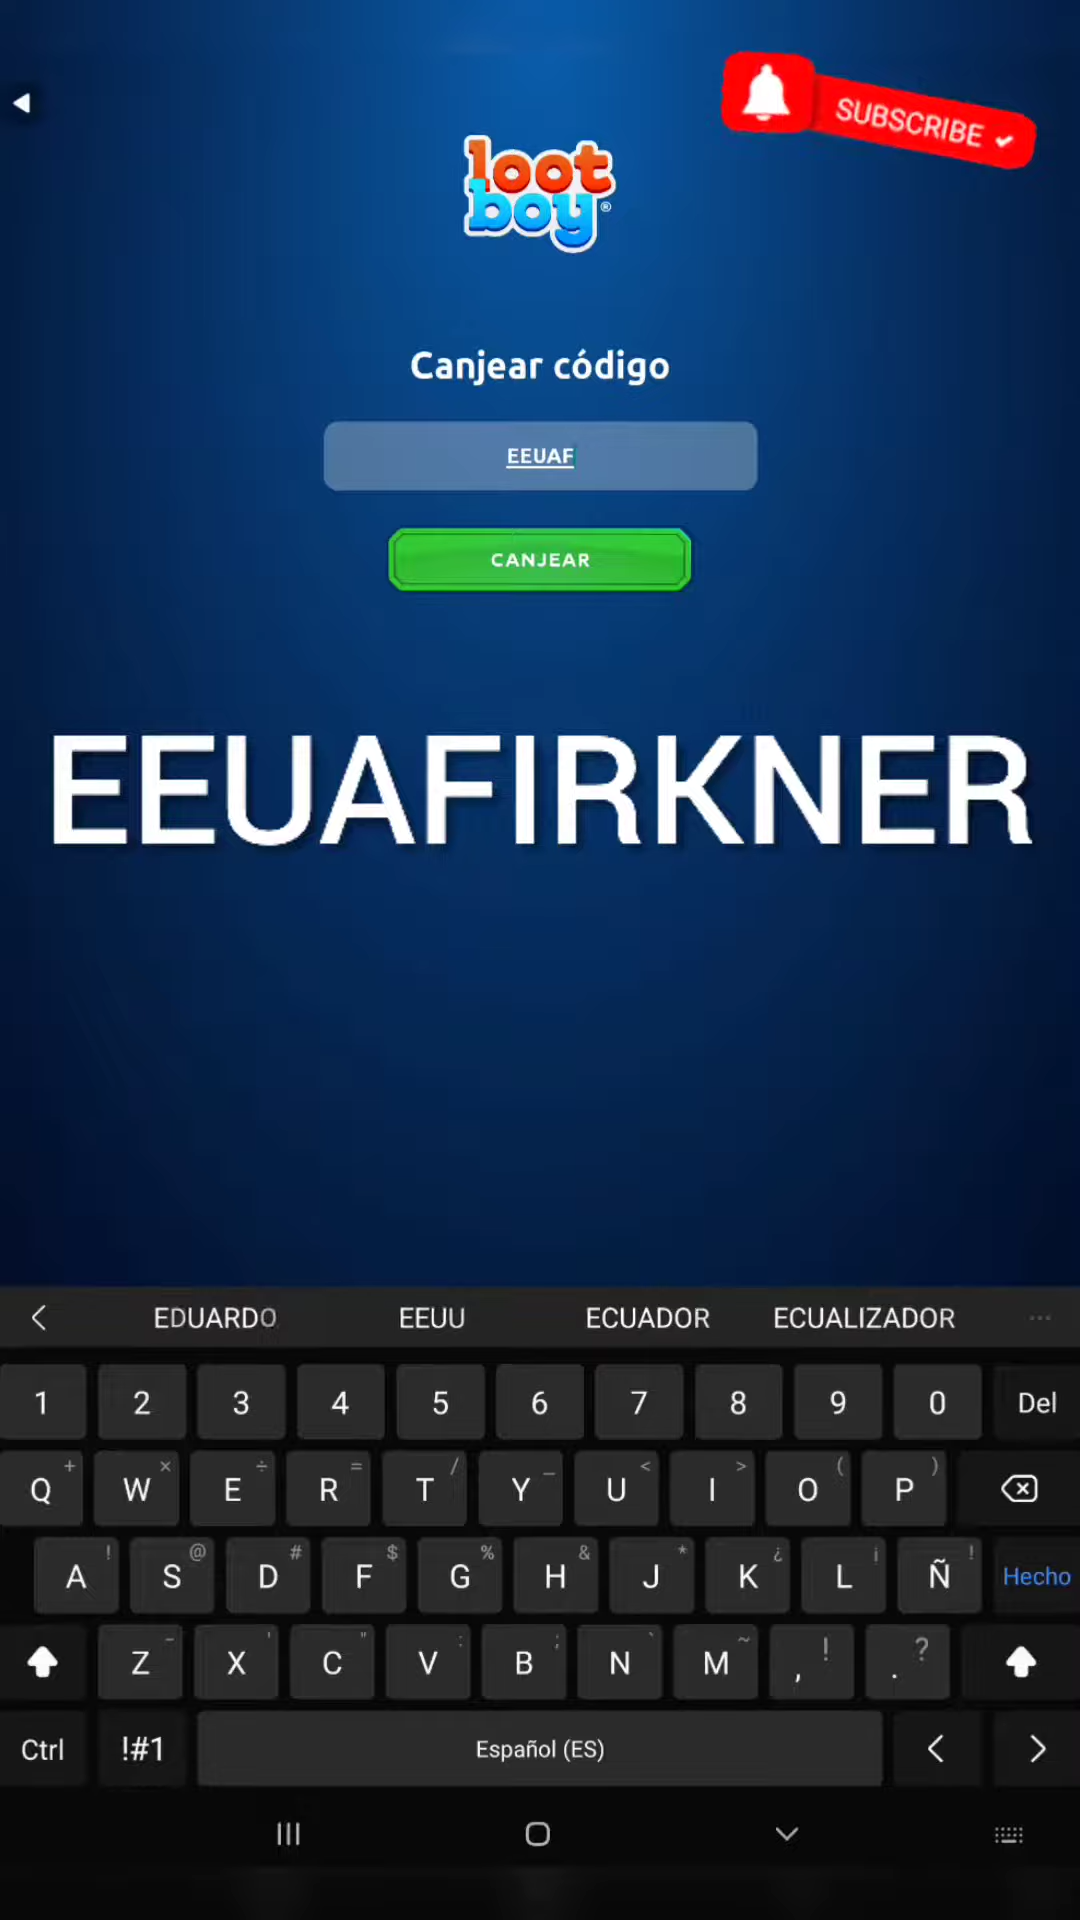 SUBSCRIBE
loot
boy®
Canjear código
EEUAF
CANJEAR
EEUAFIRKNER
EDUARDO EEUU ECUADOR ECUALIZADOR ...
1 2 3 4 5 6 7 8 9 0 Del
+ × ÷ = / _ < > ( )
Q W E R T Y U I O P
! @ # $ % & * ¿ ¡ !
A S D F G H J K L Ñ Hecho
- ' " : ; ` ~ ! ?
Z X C V B N M , .
Ctrl !#1 Español (ES) < >